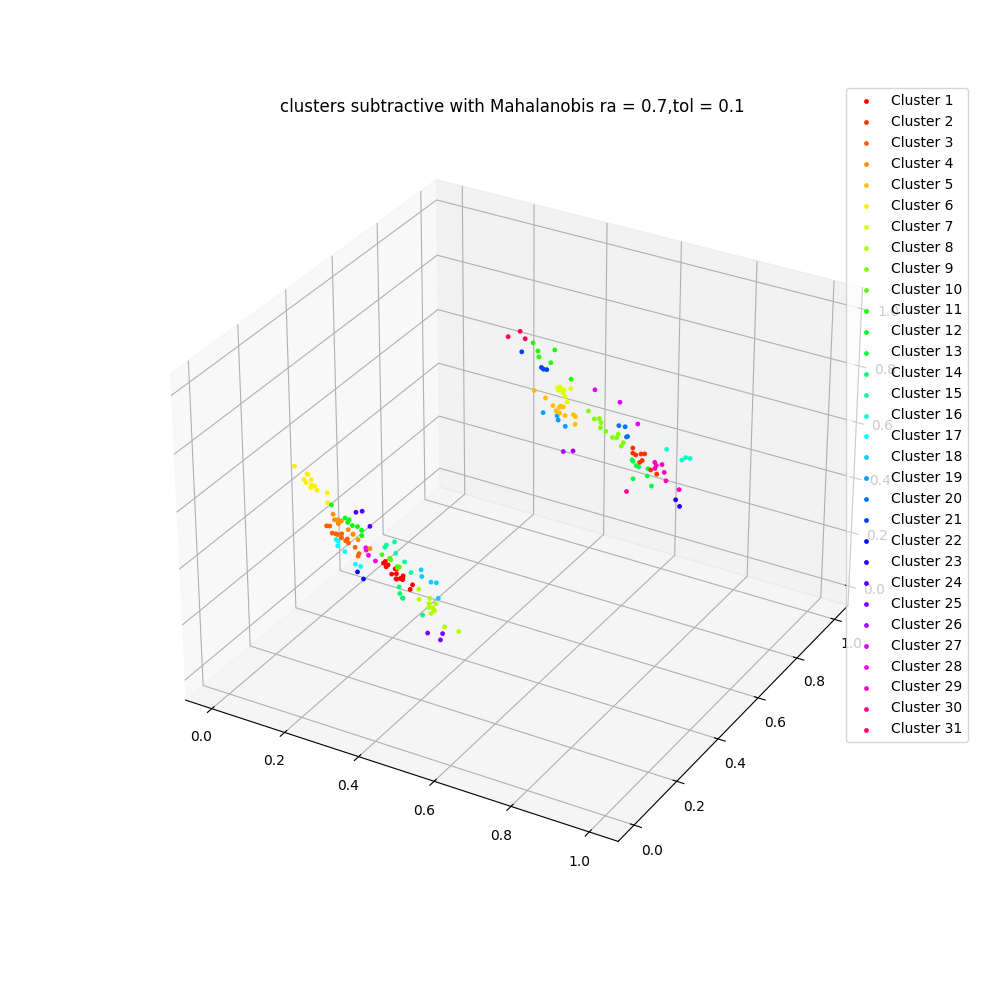 clusters subtractive with Mahalanobis ra = 0.7,tol = 0.1
Cluster 1
Cluster 2
Cluster 3
Cluster 4
Cluster 5
Cluster 6
Cluster 7
Cluster 8
Cluster 9
Cluster 10
Cluster 11
Cluster 12
Cluster 13
Cluster 14
Cluster 15
Cluster 16
Cluster 17
Cluster 18
Cluster 19
Cluster 20
Cluster 21
Cluster 22
Cluster 23
Cluster 24
Cluster 25
Cluster 26
Cluster 27
Cluster 28
Cluster 29
Cluster 30
Cluster 31
0.8
0.6
0.4
0.2
0.0
1.0
0.8
0.6
0.4
0.2
0.0
0.0
0.2
0.4
0.6
0.8
1.0